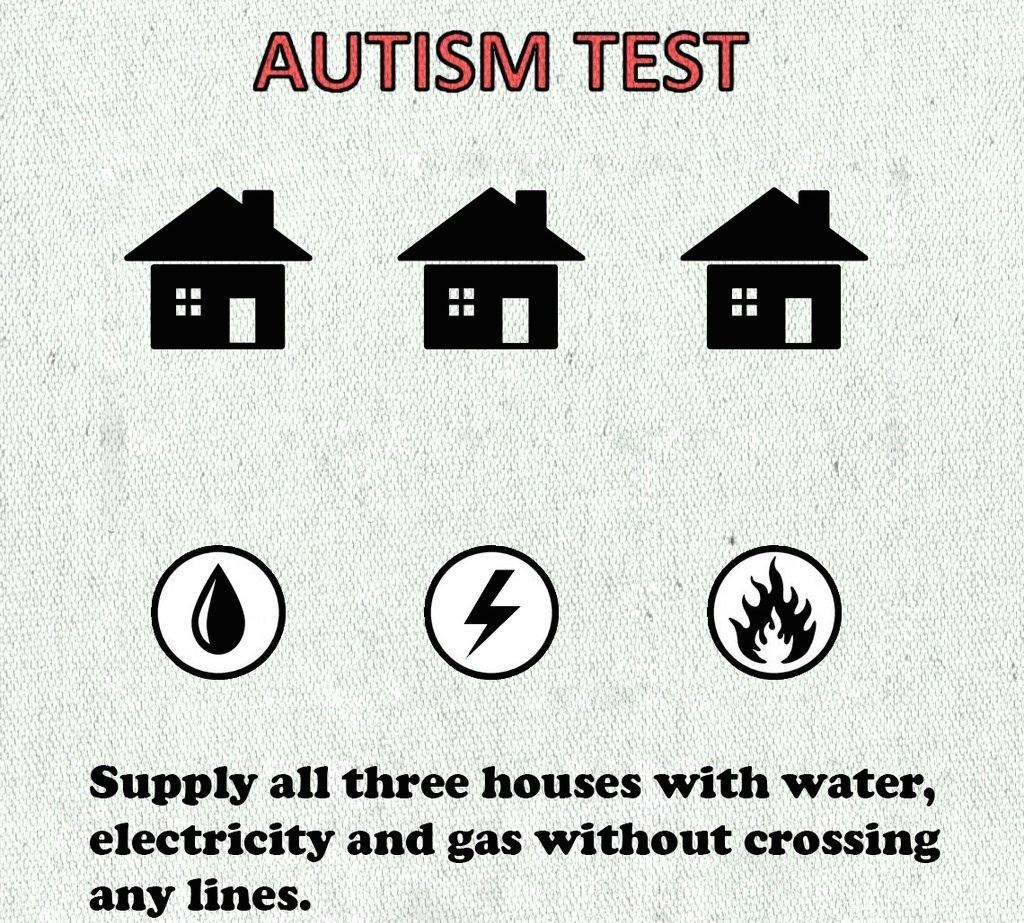 AUTISM TEST
Supply all three houses with water,
electricity and gas without crossing
any lines.